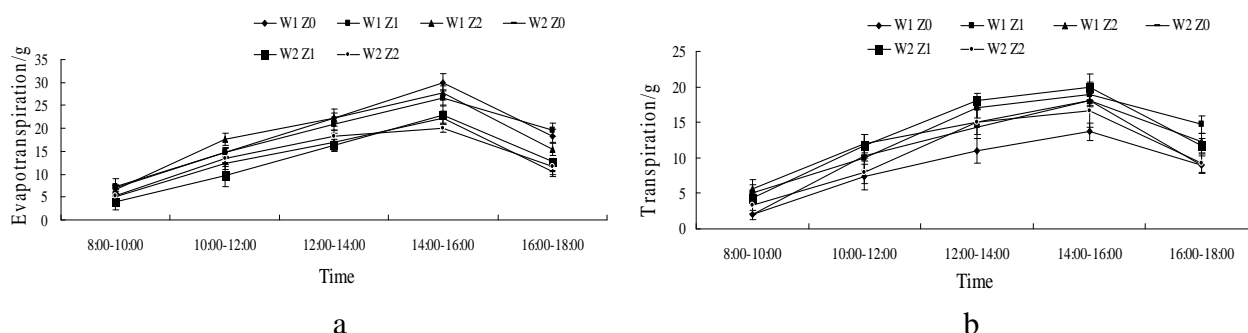 W1 Z0 W1 Z1 W1 Z2 W2 Z0
W2 Z1 W2 Z2
Evapotranspiration/g
35
30
25
20
15
10
5
0
8:00-10:00 10:00-12:00 12:00-14:00 14:00-16:00 16:00-18:00
Time
a
W1 Z0 W1 Z1 W1 Z2 W2 Z0
W2 Z1 W2 Z2
Transpiration/g
25
20
15
10
5
0
8:00-10:00 10:00-12:00 12:00-14:00 14:00-16:00 16:00-18:00
Time
b